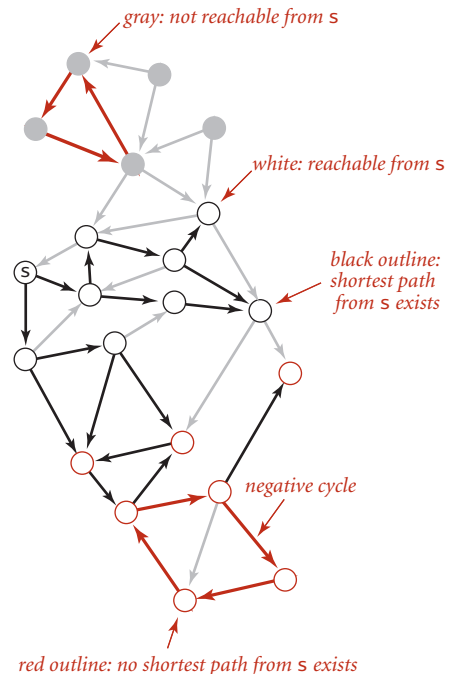 gray: not reachable from s
white: reachable from s
black outline:
shortest path
from s exists
s
negative cycle
red outline: no shortest path from s exists